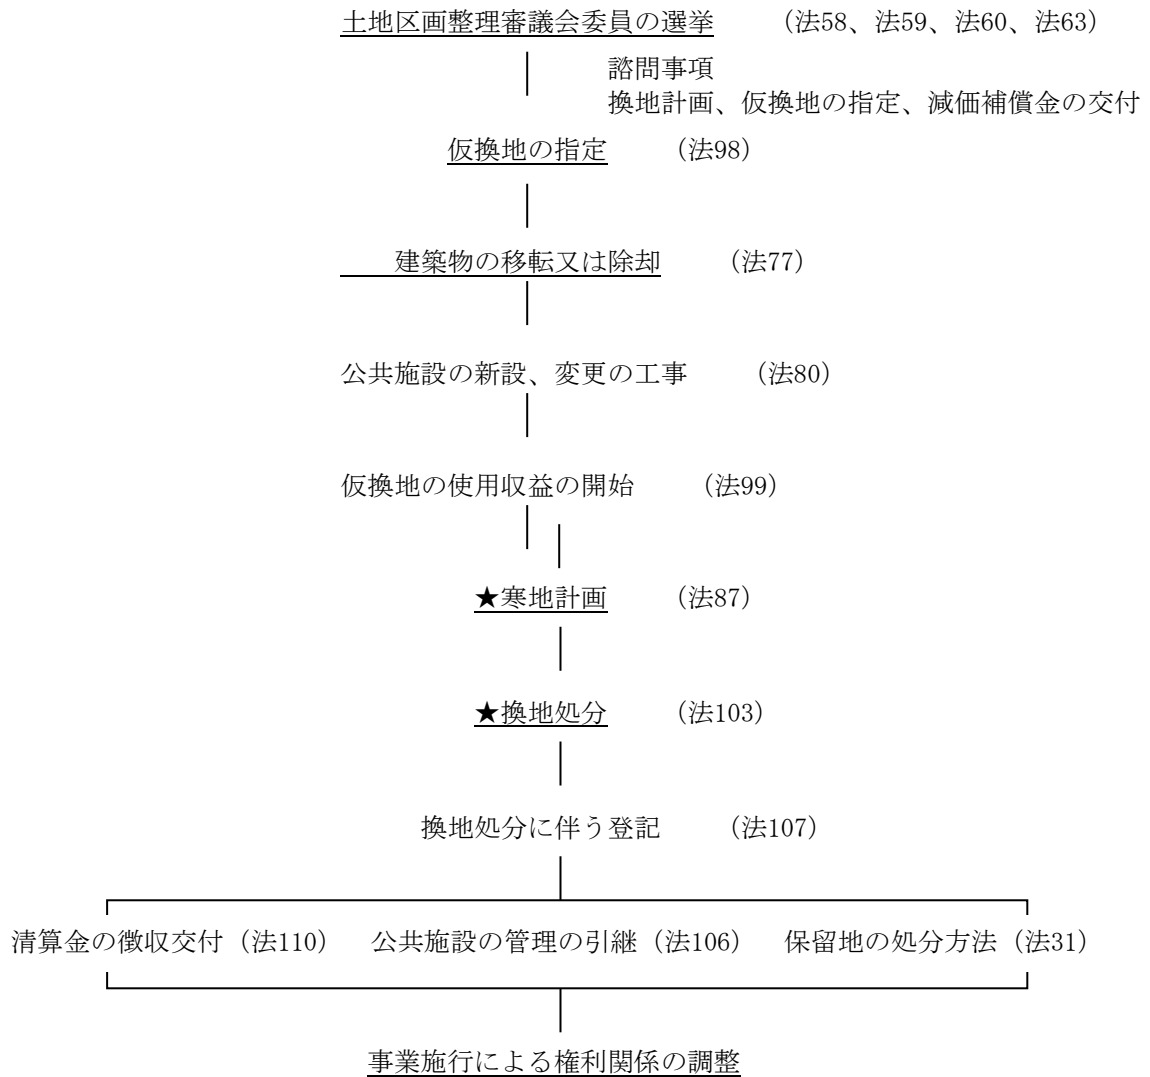 土地区画整理審議会委員の選挙　（法58、法59、法60、法63）
諮問事項
換地計画、仮換地の指定、減価補償金の交付
仮換地の指定　（法98）
建築物の移転又は除却　（法77）
公共施設の新設、変更の工事　（法80）
仮換地の使用収益の開始　（法99）
★寒地計画　（法87）
★換地処分　（法103）
換地処分に伴う登記　（法107）
清算金の徴収交付（法110）　公共施設の管理の引継（法106）　保留地の処分方法（法31）
事業施行による権利関係の調整